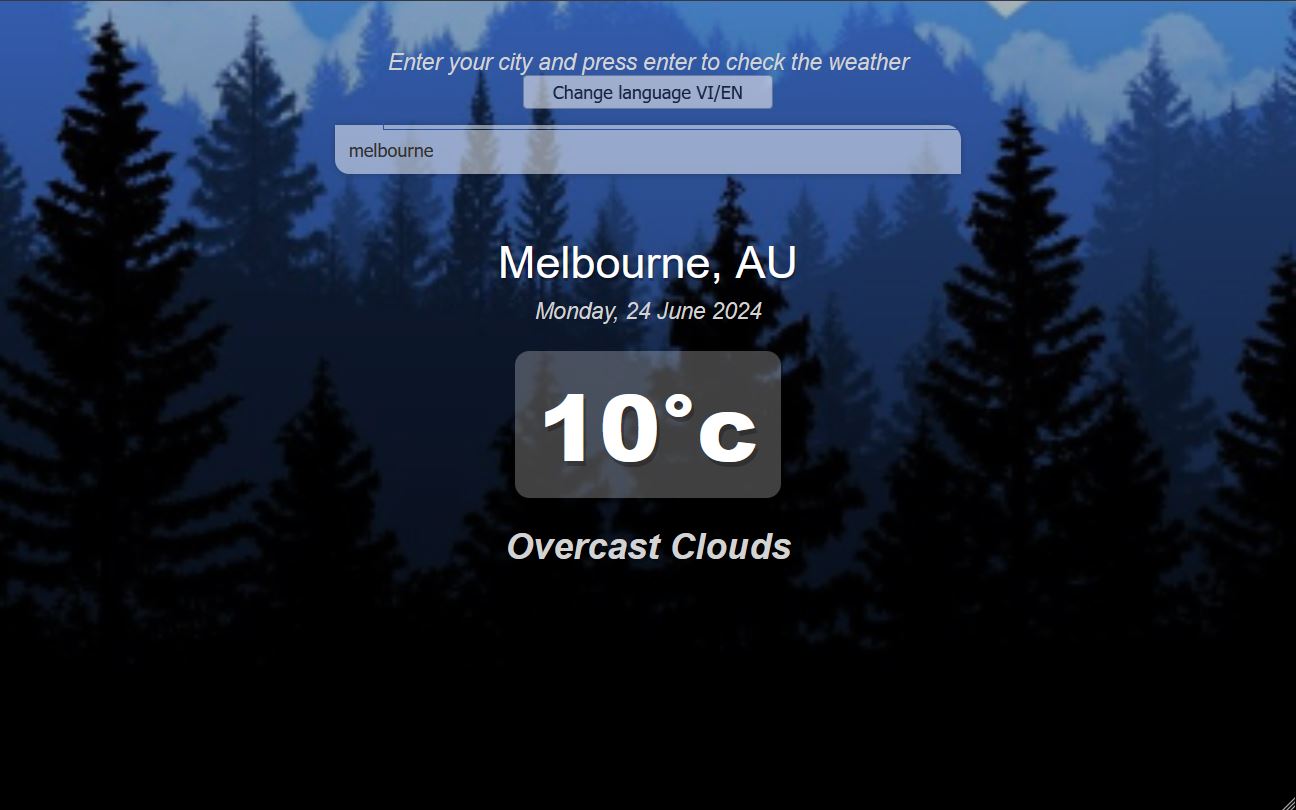 Enter your city and press enter to check the weather
Change language VI/EN
melbourne
Melbourne, AU
Monday, 24 June 2024
10°c
Overcast Clouds